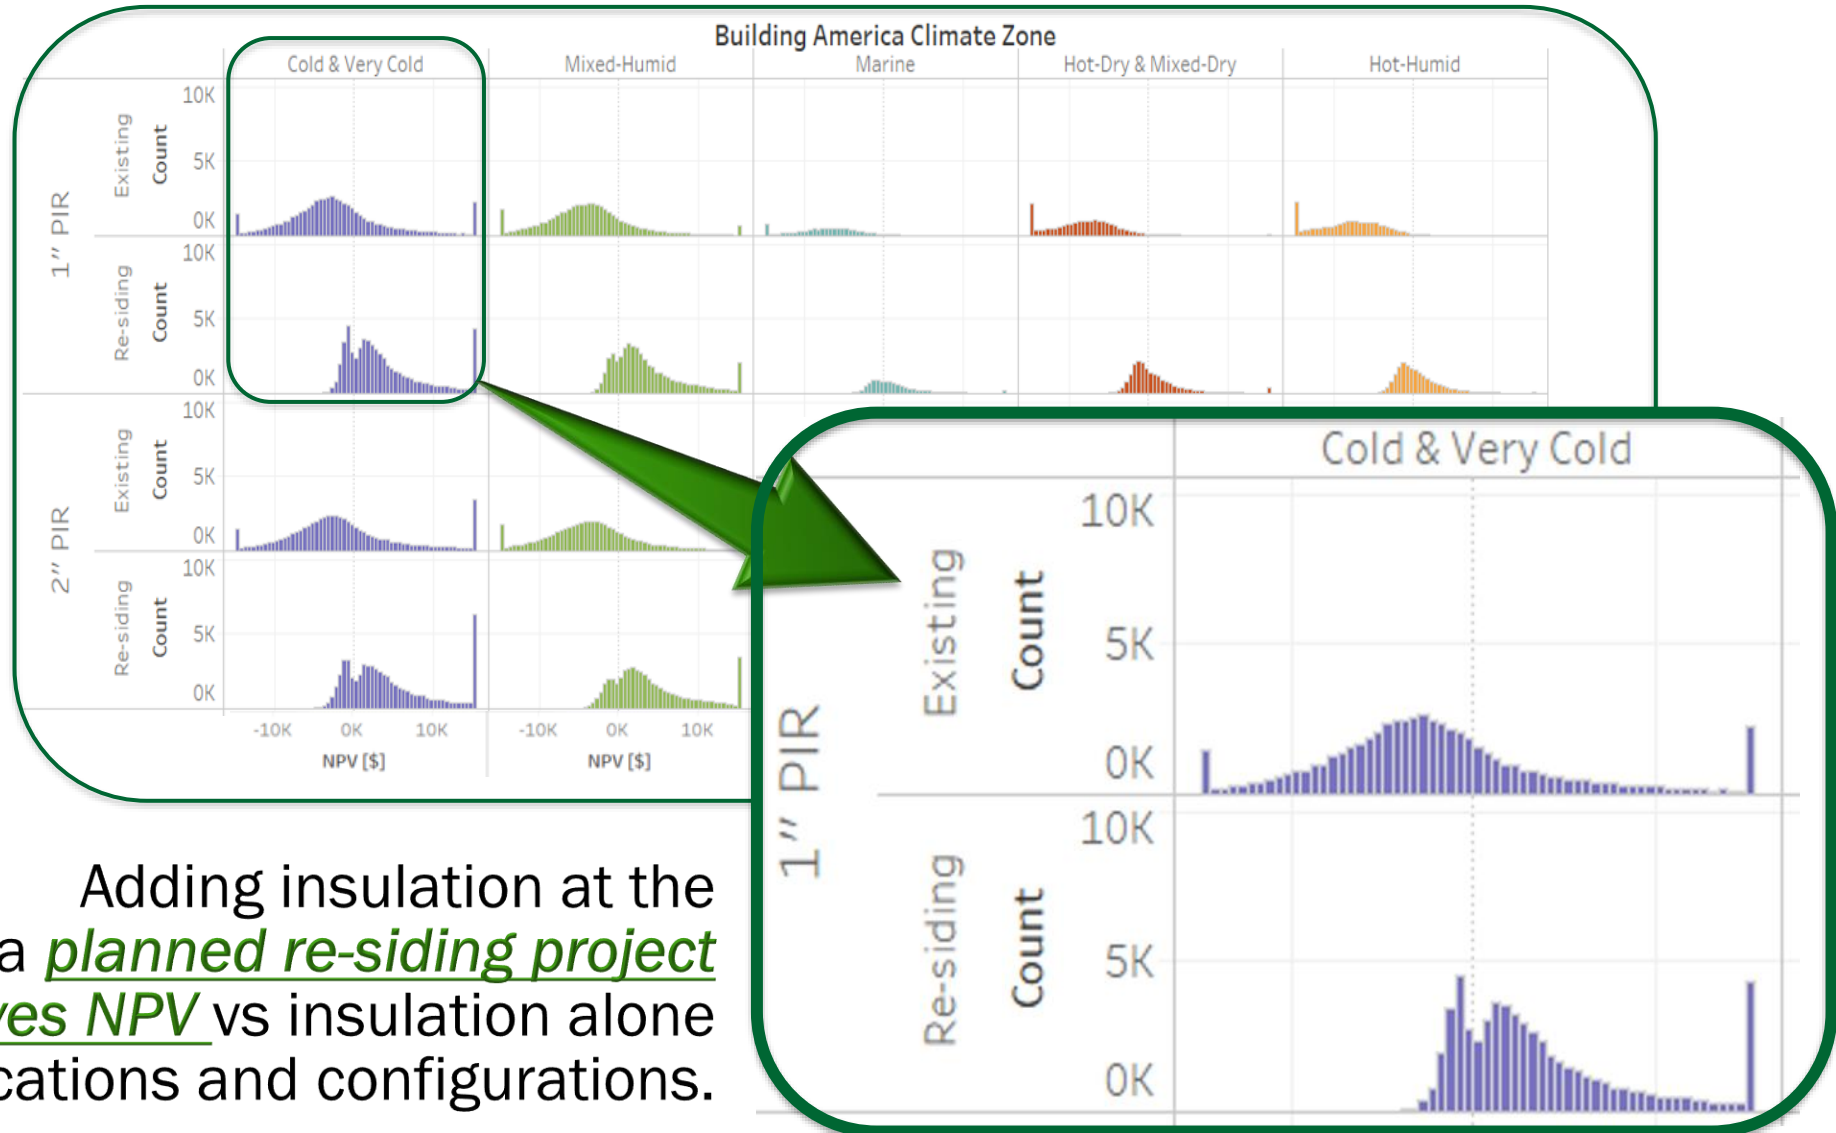 Building America Climate Zone
Cold & Very Cold Mixed-Humid Marine Hot-Dry & Mixed-Dry Hot-Humid
1″ PIR
Existing
Count
10K
5K
0K
Re-siding
Count
10K
5K
0K
2″ PIR
Existing
Count
10K
5K
0K
Re-siding
Count
10K
5K
0K
-10K 0K 10K -10K 0K 10K
NPV [$] NPV [$]
Cold & Very Cold
1″ PIR
Existing
Count
10K
5K
0K
Re-siding
Count
10K
5K
0K
Adding insulation at the
a planned re-siding project
NPV vs insulation alone
and configurations.